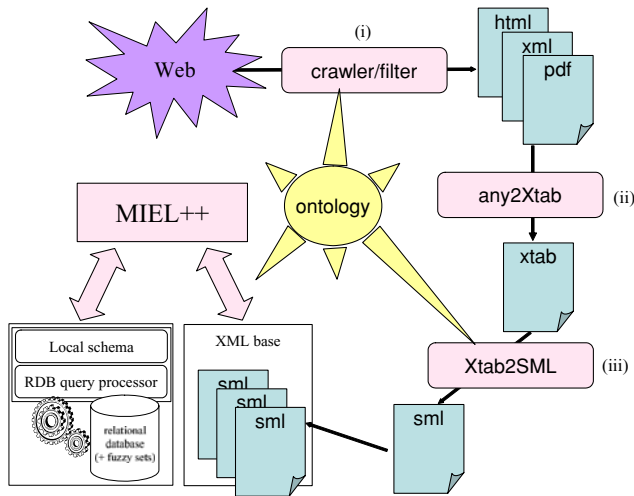 (i)
html
xml
pdf
Web
crawler/filter
any2Xtab
(ii)
ontology
MIEL++
xtab
Local schema
RDB query processor
relational
database
(+ fuzzy sets)
XML base
sml
sml
sml
Xtab2SML
(iii)
sml